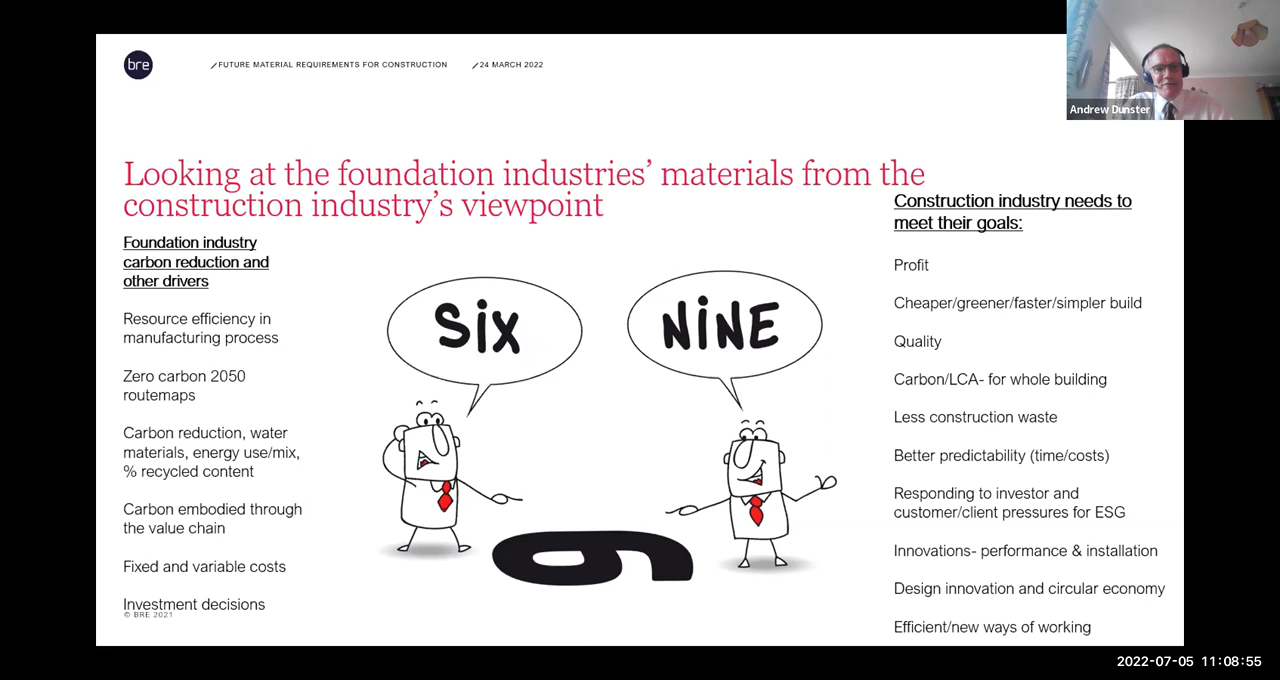 bre
FUTURE MATERIAL REQUIREMENTS FOR CONSTRUCTION
24 MARCH 2022
Andrew Dunster
Looking at the foundation industries’ materials from the
construction industry’s viewpoint
Foundation industry
carbon reduction and
other drivers
Resource efficiency in
manufacturing process
Zero carbon 2050
routemaps
Carbon reduction, water
materials, energy use/mix,
% recycled content
Carbon embodied through
the value chain
Fixed and variable costs
Investment decisions
© BRE 2021
SiX
NiNE
6
Construction industry needs to
meet their goals:
Profit
Cheaper/greener/faster/simpler build
Quality
Carbon/LCA- for whole building
Less construction waste
Better predictability (time/costs)
Responding to investor and
customer/client pressures for ESG
Innovations- performance & installation
Design innovation and circular economy
Efficient/new ways of working
2022-07-05 11:08:55